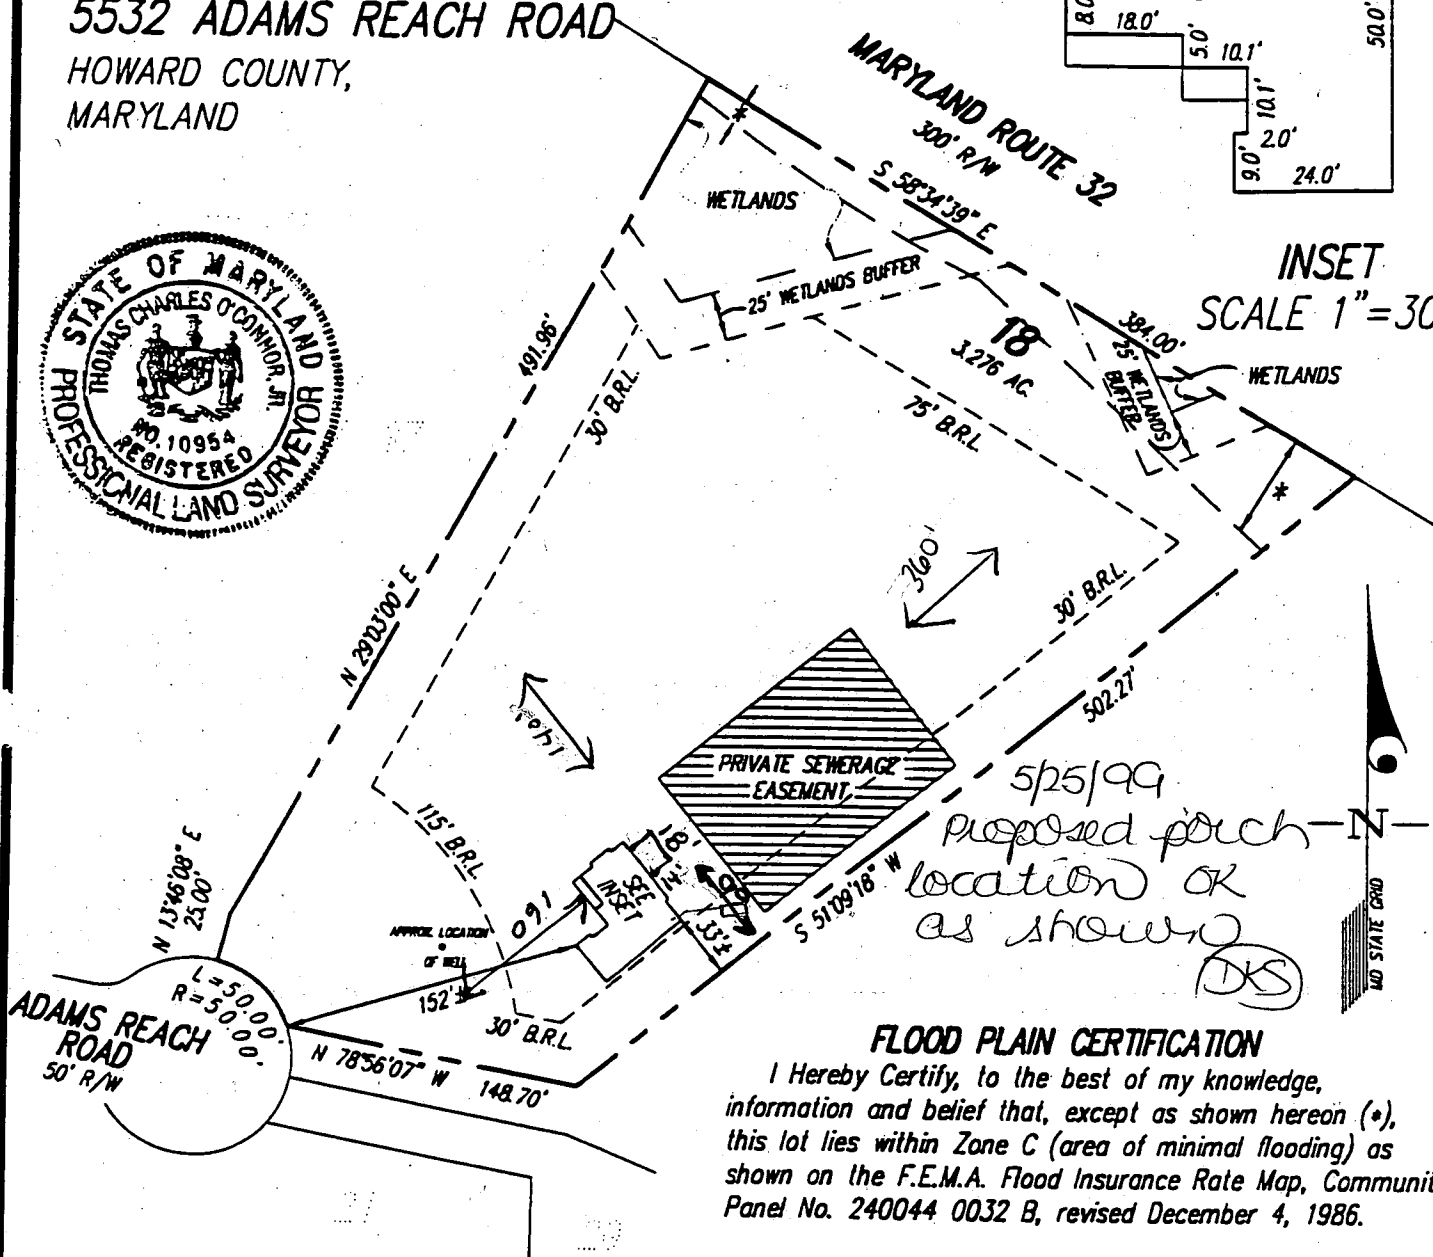 5532 ADAMS REACH ROAD
HOWARD COUNTY,
MARYLAND
8.0'
18.0'
5.0'
10.1'
10.1'
2.0'
9.0'
24.0'
50.0'
INSET
SCALE 1"=30
MARYLAND ROUTE 32
300' R/W
S 58°34'39" E
384.00'
*
WETLANDS
25' WETLANDS BUFFER
18
3.276 AC.
25' WETLANDS
BUFFER
WETLANDS
*
STATE OF MARYLAND
THOMAS CHARLES O'CONNOR, JR.
NO. 10954
REGISTERED
PROFESSIONAL LAND SURVEYOR
491.96'
N 29°03'00" E
30' B.R.L.
75' B.R.L.
360'
30' B.R.L.
502.27'
S 51°09'18" W
140'
PRIVATE SEWERAGE
EASEMENT
5/25/99
Proposed porch
location OK
as shown
DKS
N
MD STATE GRID
115' B.R.L.
18'
14'
SEE
INSET
33'±
160
APPROX. LOCATION
OF WELL
152'±
30' B.R.L.
N 13°46'08" E
25.00'
L=50.00'
R=50.00'
ADAMS REACH
ROAD
50' R/W
N 78°56'07" W
148.70'
FLOOD PLAIN CERTIFICATION
I Hereby Certify, to the best of my knowledge,
information and belief that, except as shown hereon (*),
this lot lies within Zone C (area of minimal flooding) as
shown on the F.E.M.A. Flood Insurance Rate Map, Communit
Panel No. 240044 0032 B, revised December 4, 1986.